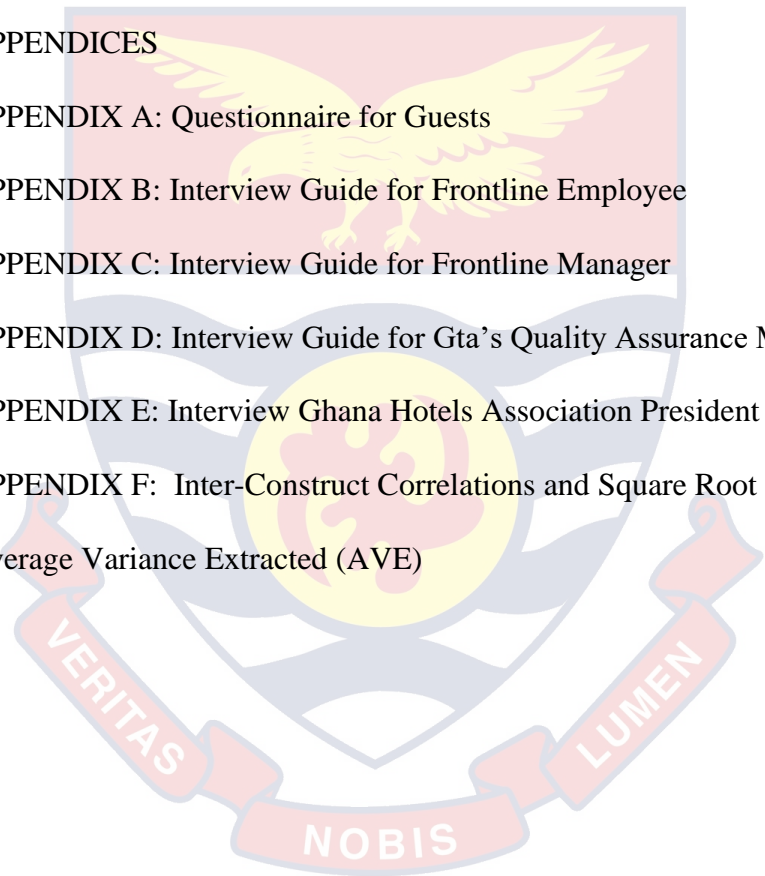 PPENDICES
PPENDIX A: Questionnaire for Guests
PPENDIX B: Interview Guide for Frontline Employee
PPENDIX C: Interview Guide for Frontline Manager
PPENDIX D: Interview Guide for Gta’s Quality Assurance M
PPENDIX E: Interview Ghana Hotels Association President
PPENDIX F:  Inter-Construct Correlations and Square Root
verage Variance Extracted (AVE)
VERITAS
NOBIS
LUMEN